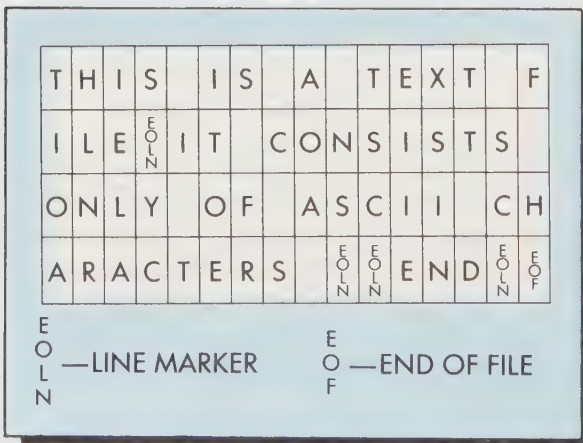 THIS IS A TEXT F
ILE EOLN IT CONSISTS
ONLY OF ASCII CH
ARACTERS EOLN EOLN END EOLN EOF
EOLN —LINE MARKER EOF —END OF FILE